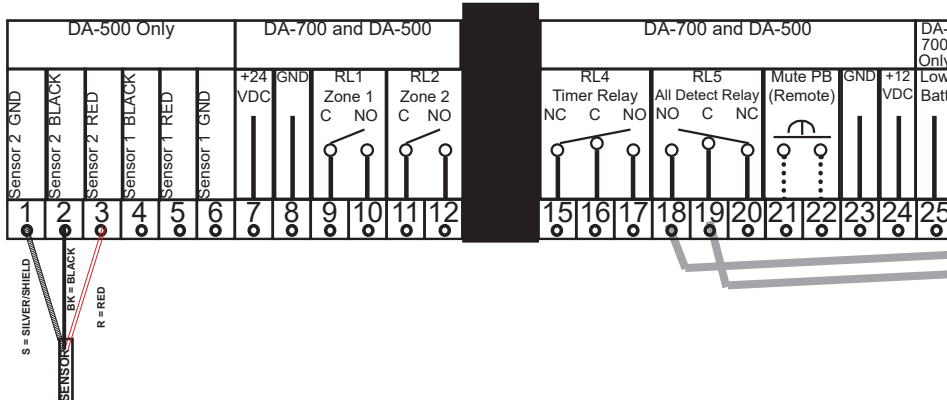 DA-500 Only
DA-700 and DA-500
DA-700 and DA-500
DA-
700
Only
Sensor 2 GND
Sensor 2 BLACK
Sensor 2 RED
Sensor 1 BLACK
Sensor 1 RED
Sensor 1 GND
+24
VDC
GND
RL1
Zone 1
C NO
RL2
Zone 2
C NO
RL4
Timer Relay
NC C NO
RL5
All Detect Relay
NO C NC
Mute PB
(Remote)
GND
+12
VDC
Low
Batt
1 2 3 4 5 6 7 8 9 10 11 12 15 16 17 18 19 20 21 22 23 24 25
S = SILVER/SHIELD
BK = BLACK
R = RED
SENSOR